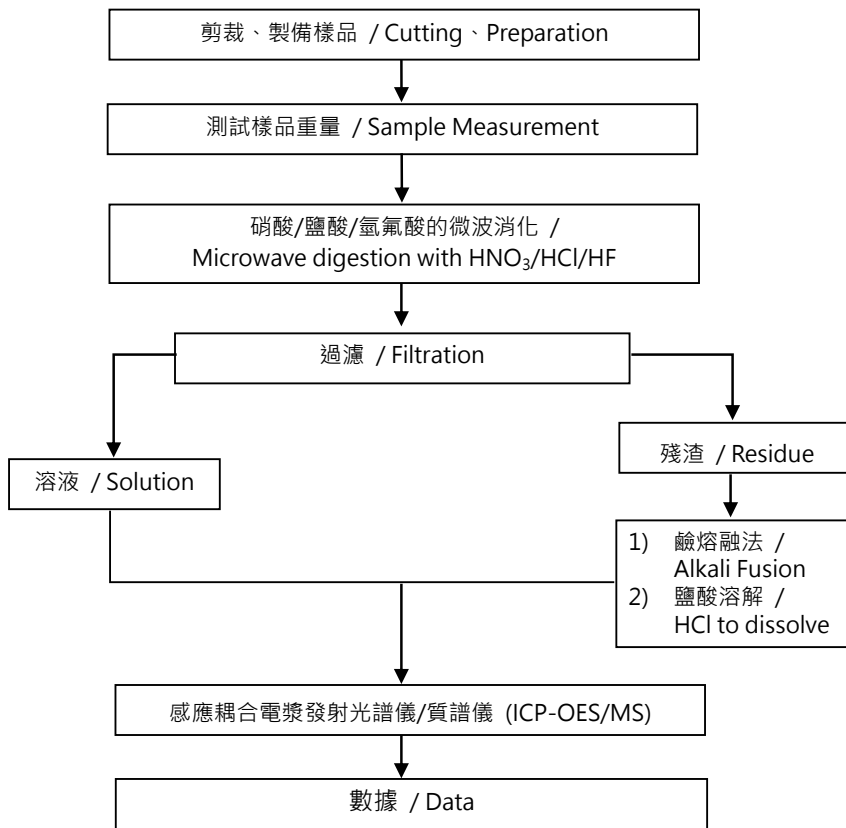 剪裁、製備樣品 / Cutting、Preparation
測試樣品重量 / Sample Measurement
硝酸/鹽酸/氫氟酸的微波消化 /
Microwave digestion with HNO₃/HCl/HF
過濾 / Filtration
溶液 / Solution
殘渣 / Residue
1) 鹼熔融法 /
Alkali Fusion
2) 鹽酸溶解 /
HCl to dissolve
感應耦合電漿發射光譜儀/質譜儀 (ICP-OES/MS)
數據 / Data